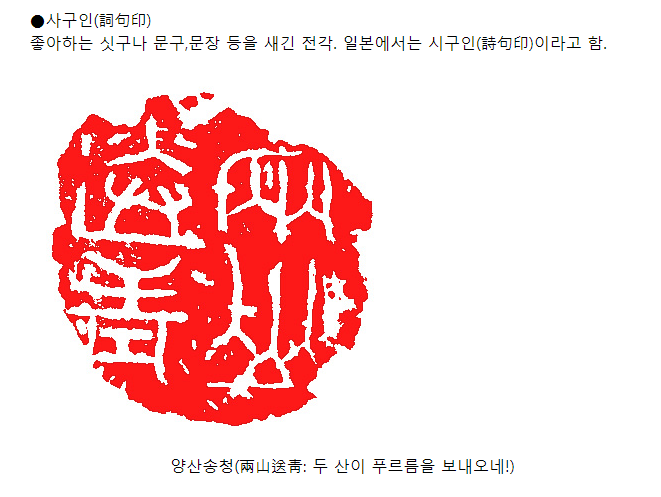 ●사구인(詞句印)
좋아하는 싯구나 문구,문장 등을 새긴 전각. 일본에서는 시구인(詩句印)이라고 함.
양산송청(兩山送靑: 두 산이 푸르름을 보내오네!)